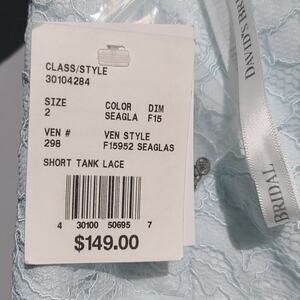 CLASS/STYLE
30104284
SIZE COLOR DIM
2 SEAGLA F15
VEN # VEN STYLE
298 F15952 SEAGLAS
SHORT TANK LACE
4 30100 50695 7
$149.00
DAVID'S BR
BRIDAL